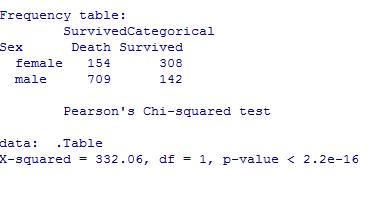 Frequency table:
SurvivedCategorical
Sex Death Survived
female 154 308
male 709 142
Pearson's Chi-squared test
data: .Table
X-squared = 332.06, df = 1, p-value < 2.2e-16